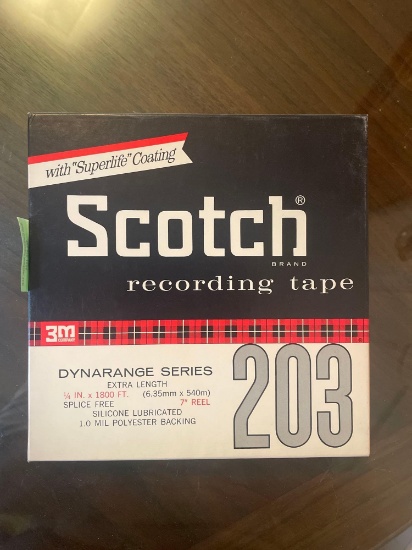 with "Superlife" Coating
Scotch®
BRAND
recording tape
3M
COMPANY
DYNARANGE SERIES
EXTRA LENGTH
¼ IN. x 1800 FT. (6.35mm x 540m)
SPLICE FREE 7" REEL
SILICONE LUBRICATED
1.0 MIL POLYESTER BACKING
203